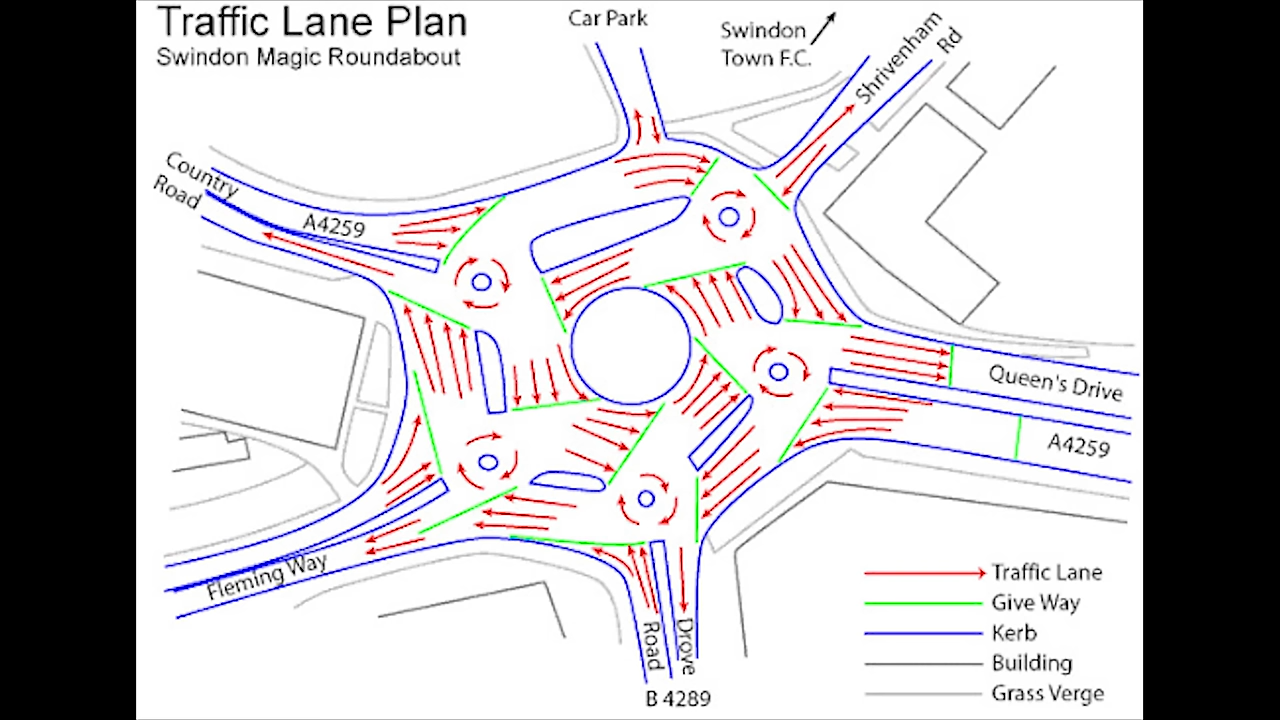 Traffic Lane Plan
Swindon Magic Roundabout
Car Park
Swindon
Town F.C.
Shrivenham
Rd
Country
Road
A4259
Queen's Drive
A4259
Fleming Way
Road
Drove
B 4289
Traffic Lane
Give Way
Kerb
Building
Grass Verge